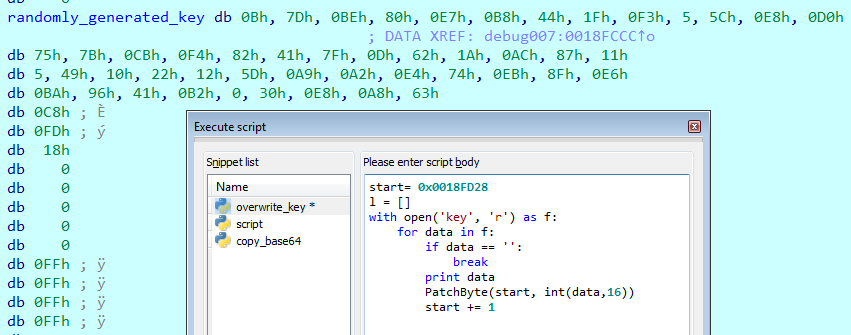 randomly_generated_key db 0Bh, 7Dh, 0BEh, 80h, 0E7h, 0B8h, 44h, 1Fh, 0F3h, 5, 5Ch, 0E8h, 0D0h
; DATA XREF: debug007:0018FCCC↑o
db 75h, 7Bh, 0CBh, 0F4h, 82h, 41h, 7Fh, 0Dh, 62h, 1Ah, 0ACh, 87h, 11h
db 5, 49h, 10h, 22h, 12h, 5Dh, 0A9h, 0A2h, 0E4h, 74h, 0EBh, 8Fh, 0E6h
db 0BAh, 96h, 41h, 0B2h, 0, 30h, 0E8h, 0A8h, 63h
db 0C8h ; È
db 0FDh ; ý
db 18h
db 0
db 0
db 0
db 0
db 0
db 0FFh ; ÿ
db 0FFh ; ÿ
db 0FFh ; ÿ
db 0FFh ; ÿ
Execute script
Snippet list
Name
overwrite_key *
script
copy_base64
Please enter script body
start= 0x0018FD28
l = []
with open('key', 'r') as f:
    for data in f:
        if data == '':
            break
        print data
        PatchByte(start, int(data,16))
        start += 1